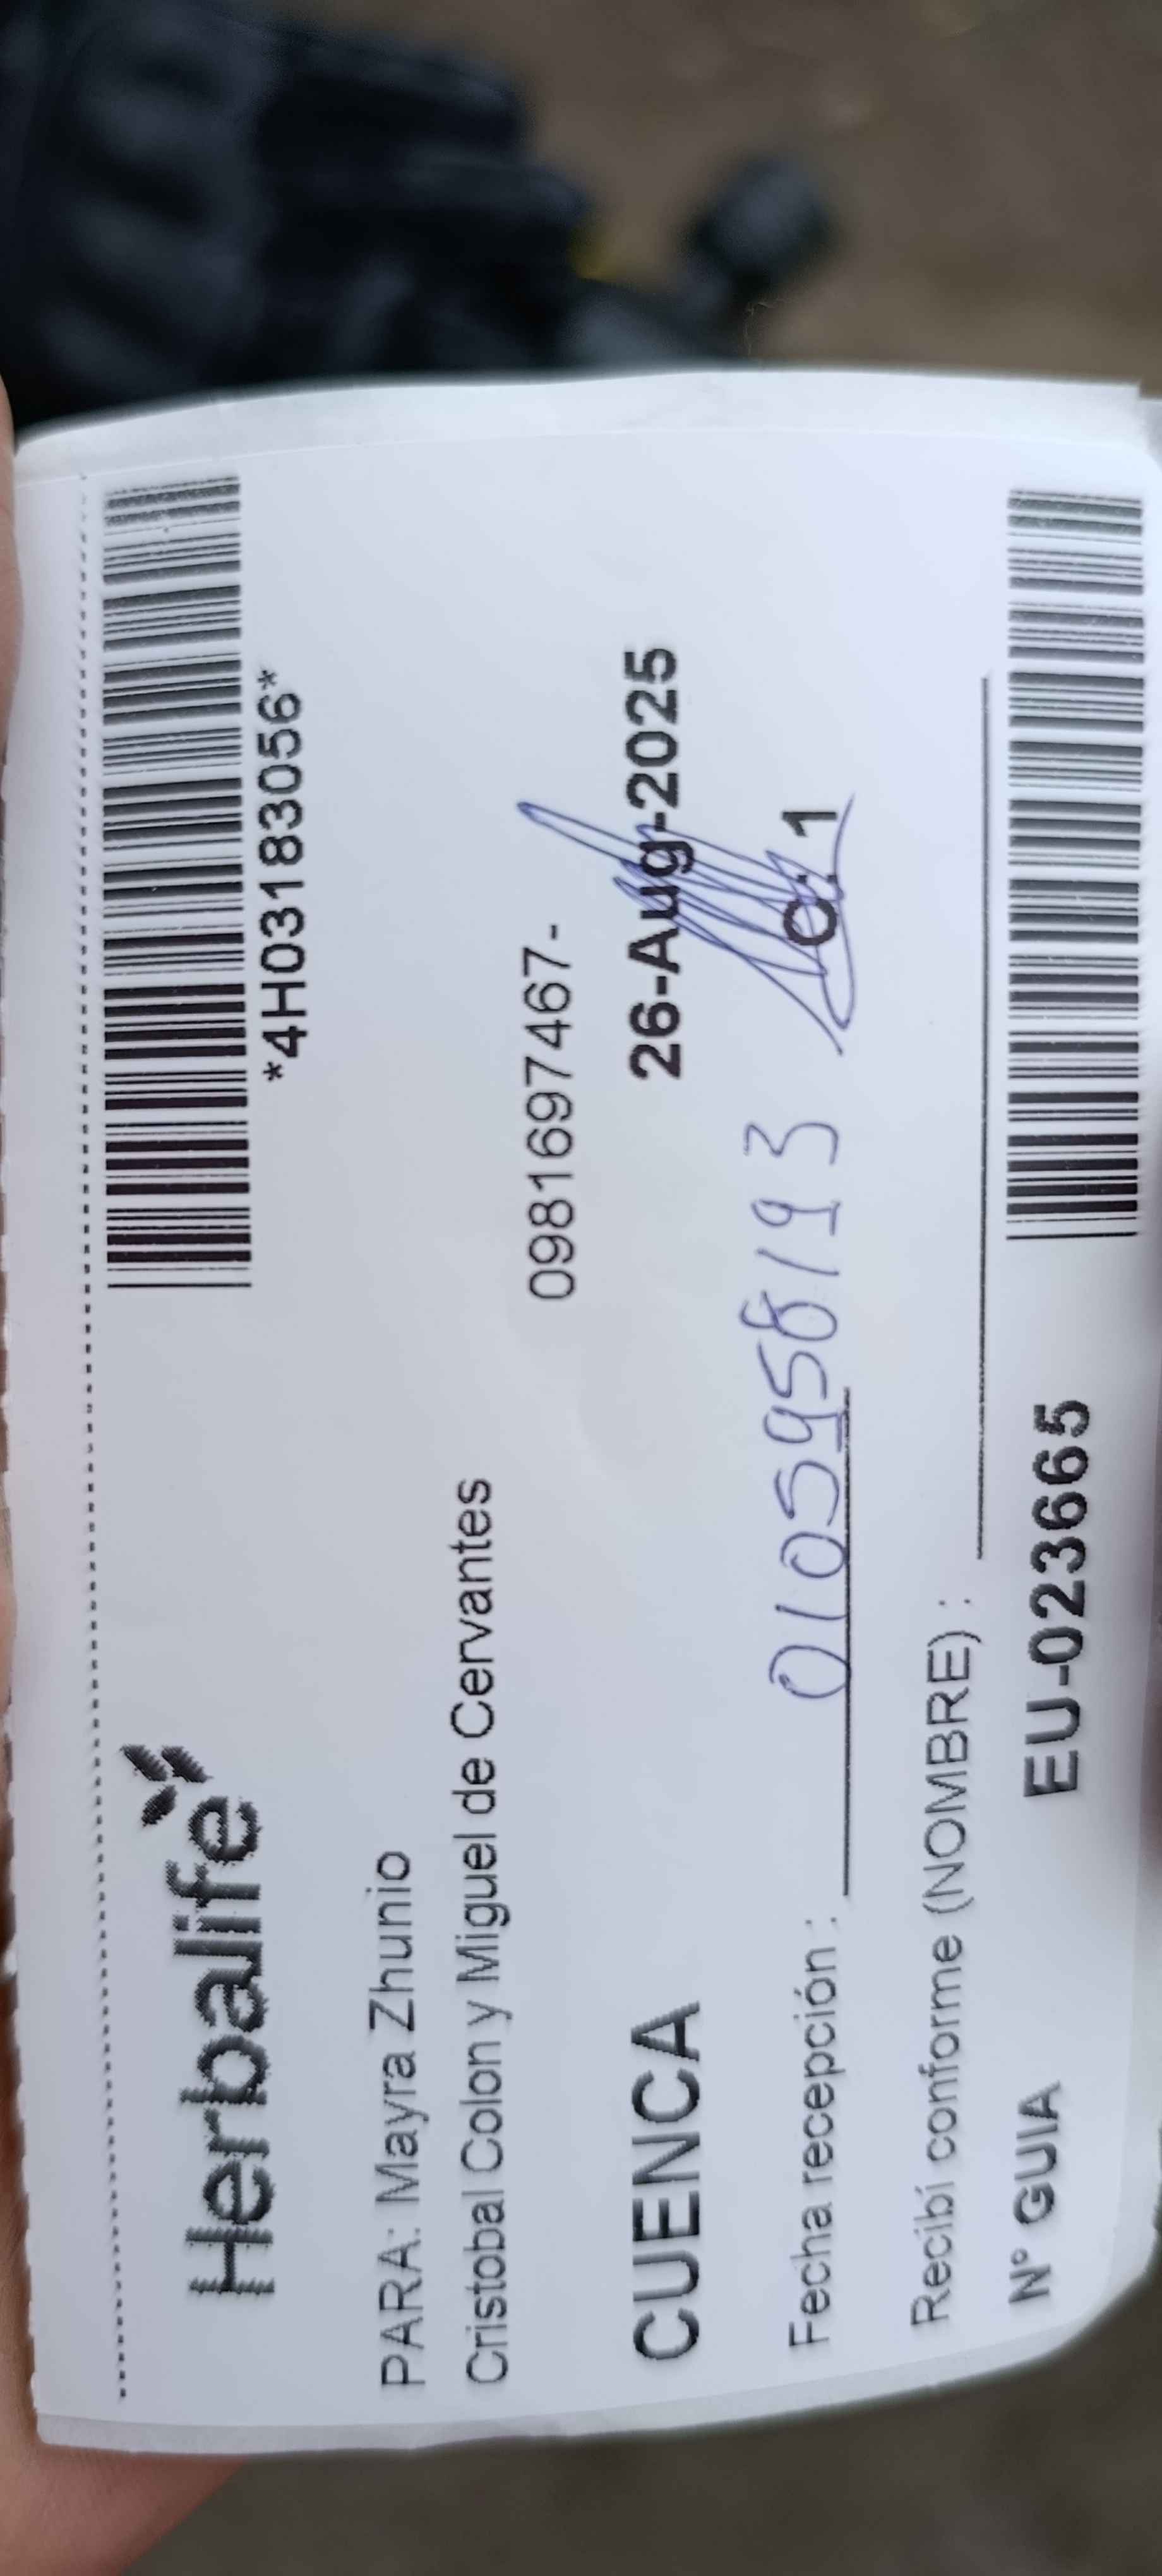 Herbalife
*4H03183056*
PARA: Mayra Zhunio
Cristobal Colon y Miguel de Cervantes
0981697467-
CUENCA 26-Aug-2025
Fecha recepción : 0105958193 C: 1
Recibí conforme (NOMBRE) :
N° GUIA EU-023665